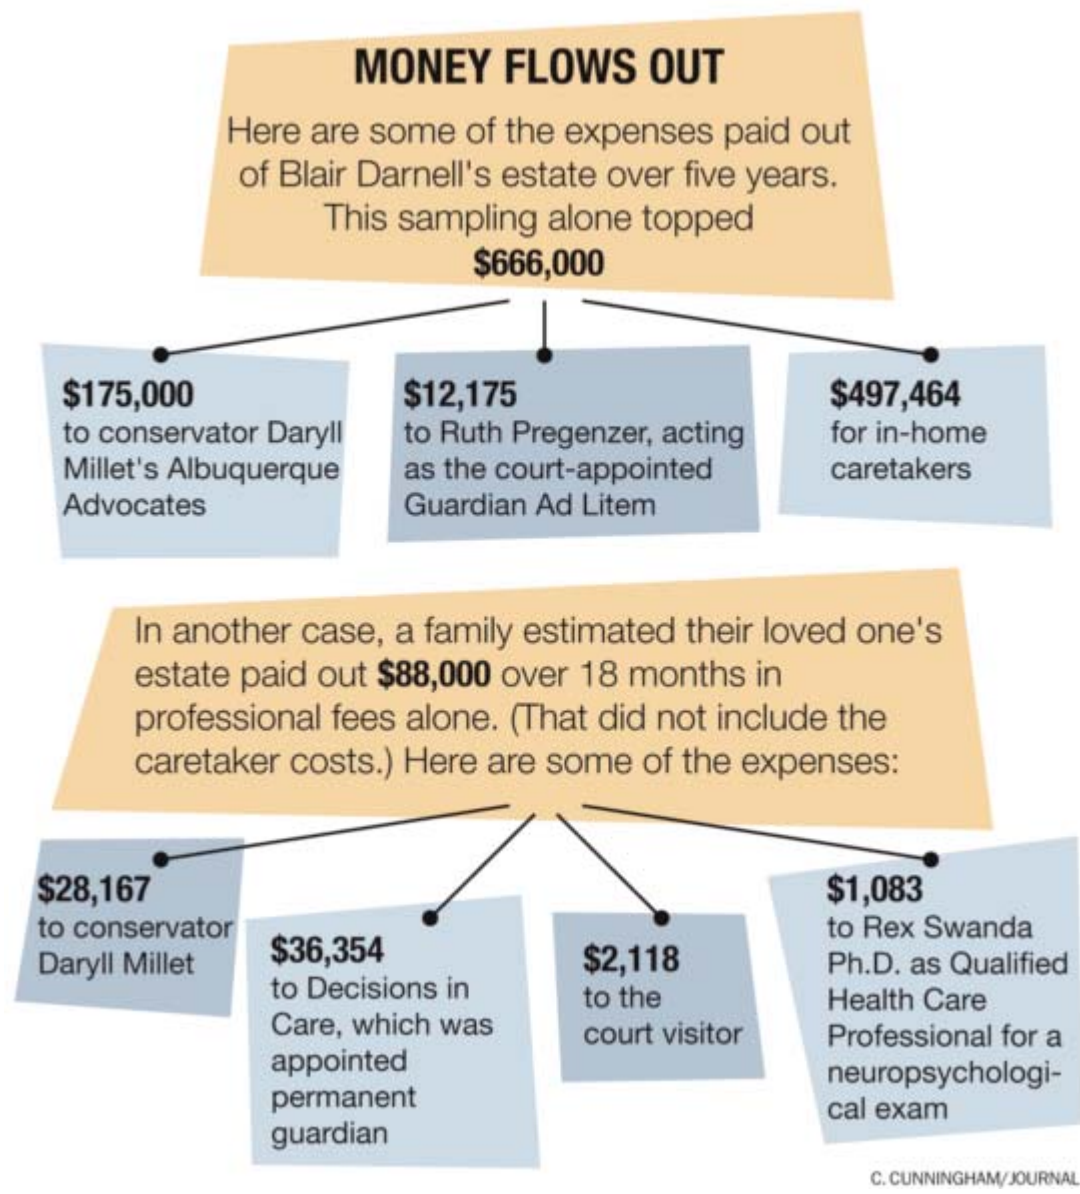 MONEY FLOWS OUT
Here are some of the expenses paid out
of Blair Darnell's estate over five years.
This sampling alone topped
$666,000
$175,000
to conservator Daryll
Millet's Albuquerque
Advocates
$12,175
to Ruth Pregenzer, acting
as the court-appointed
Guardian Ad Litem
$497,464
for in-home
caretakers
In another case, a family estimated their loved one's
estate paid out $88,000 over 18 months in
professional fees alone. (That did not include the
caretaker costs.) Here are some of the expenses:
$28,167
to conservator
Daryll Millet
$36,354
to Decisions in
Care, which was
appointed
permanent
guardian
$2,118
to the
court visitor
$1,083
to Rex Swanda
Ph.D. as Qualified
Health Care
Professional for a
neuropsychologi-
cal exam
C. CUNNINGHAM/JOURNAL